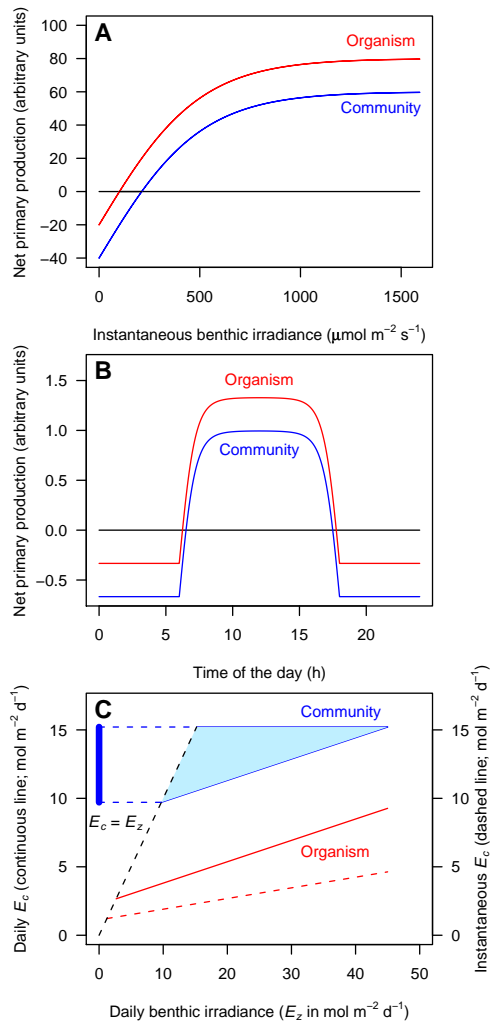 A
Organism
Community
Net primary production (arbitrary units)
100
80
60
40
20
0
−20
−40
0 500 1000 1500
Instantaneous benthic irradiance (μmol m⁻² s⁻¹)
B
Organism
Community
Net primary production (arbitrary units)
1.5
1.0
0.5
0.0
−0.5
0 5 10 15 20
Time of the day (h)
C
Community
E_c = E_z
Organism
Daily E_c (continuous line; mol m⁻² d⁻¹)
15
10
5
0
Instantaneous E_c
(dashed line; mol m⁻² d⁻¹)
15
10
5
0
0 10 20 30 40 50
Daily benthic irradiance (E_z in mol m⁻² d⁻¹)